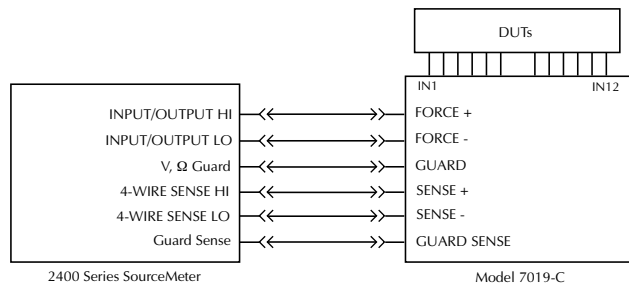 DUTs
IN1 IN12
INPUT/OUTPUT HI FORCE +
INPUT/OUTPUT LO FORCE -
V, Ω Guard GUARD
4-WIRE SENSE HI SENSE +
4-WIRE SENSE LO SENSE -
Guard Sense GUARD SENSE
2400 Series SourceMeter Model 7019-C